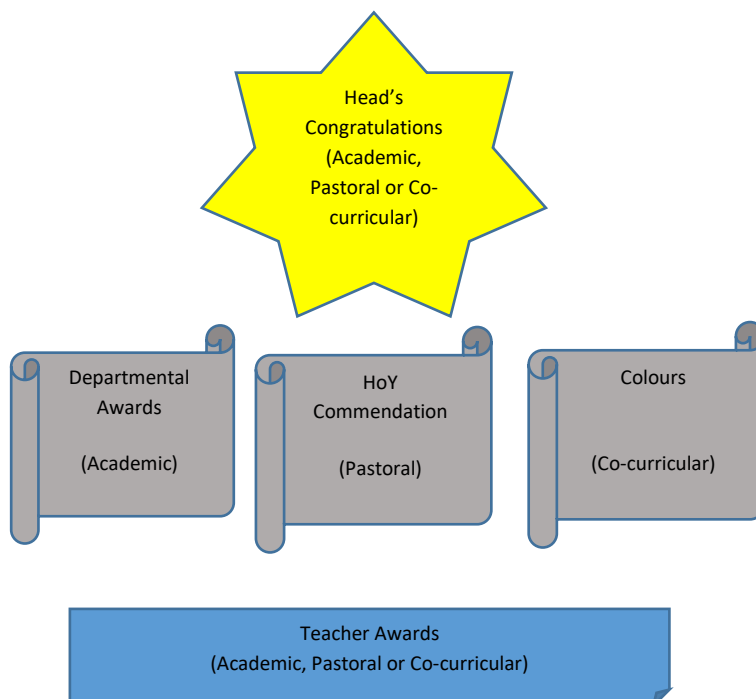 Head’s
Congratulations
(Academic,
Pastoral or Co-
curricular)
Departmental
Awards
(Academic)
HoY
Commendation
(Pastoral)
Colours
(Co-curricular)
Teacher Awards
(Academic, Pastoral or Co-curricular)